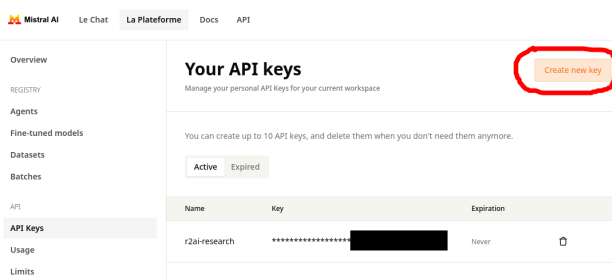 Mistral AI Le Chat La Plateforme Docs API
Overview
REGISTRY
Agents
Fine-tuned models
Datasets
Batches
API
API Keys
Usage
Limits
Your API keys
Create new key
Manage your personal API Keys for your current workspace
You can create up to 10 API keys, and delete them when you don't need them anymore.
Active Expired
Name Key Expiration
r2ai-research ****************** Never